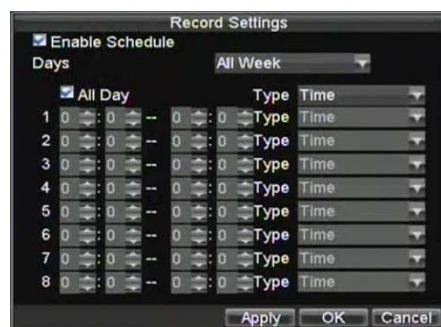 Record Settings
Enable Schedule
Days All Week
All Day Type Time
1 0 : 0 -- 0 : 0 Type Time
2 0 : 0 -- 0 : 0 Type Time
3 0 : 0 -- 0 : 0 Type Time
4 0 : 0 -- 0 : 0 Type Time
5 0 : 0 -- 0 : 0 Type Time
6 0 : 0 -- 0 : 0 Type Time
7 0 : 0 -- 0 : 0 Type Time
8 0 : 0 -- 0 : 0 Type Time
Apply OK Cancel